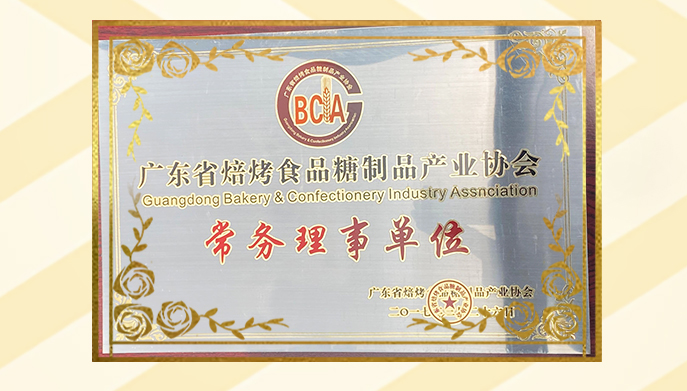 BCIA
广东省焙烤食品糖制品产业协会
Guangdong Bakery & Confectionery Industry Assnciation
常务理事单位
广东省焙烤 品产业协会
二〇一七